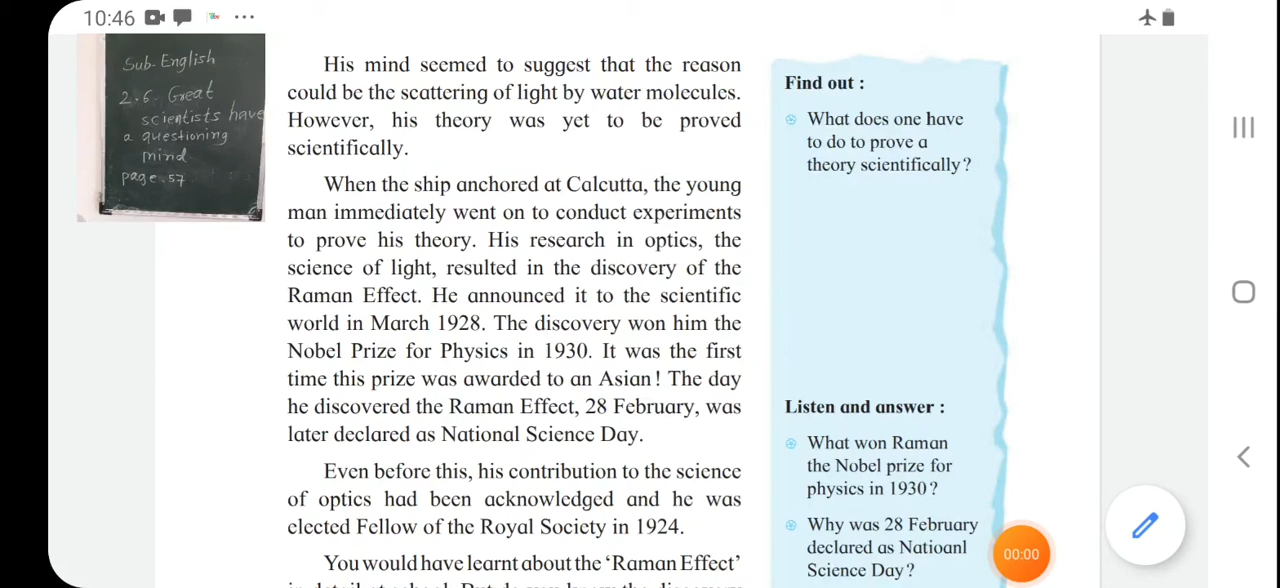 10:46
Sub-English
2.6. Great
scientists have
a questioning
mind
page.57
His mind seemed to suggest that the reason
could be the scattering of light by water molecules.
However, his theory was yet to be proved
scientifically.
When the ship anchored at Calcutta, the young
man immediately went on to conduct experiments
to prove his theory. His research in optics, the
science of light, resulted in the discovery of the
Raman Effect. He announced it to the scientific
world in March 1928. The discovery won him the
Nobel Prize for Physics in 1930. It was the first
time this prize was awarded to an Asian! The day
he discovered the Raman Effect, 28 February, was
later declared as National Science Day.
Even before this, his contribution to the science
of optics had been acknowledged and he was
elected Fellow of the Royal Society in 1924.
You would have learnt about the ‘Raman Effect’
in detail at school. But do you know the discovery
Find out :
What does one have
to do to prove a
theory scientifically?
Listen and answer :
What won Raman
the Nobel prize for
physics in 1930?
Why was 28 February
declared as Natioanl
Science Day?
00:00